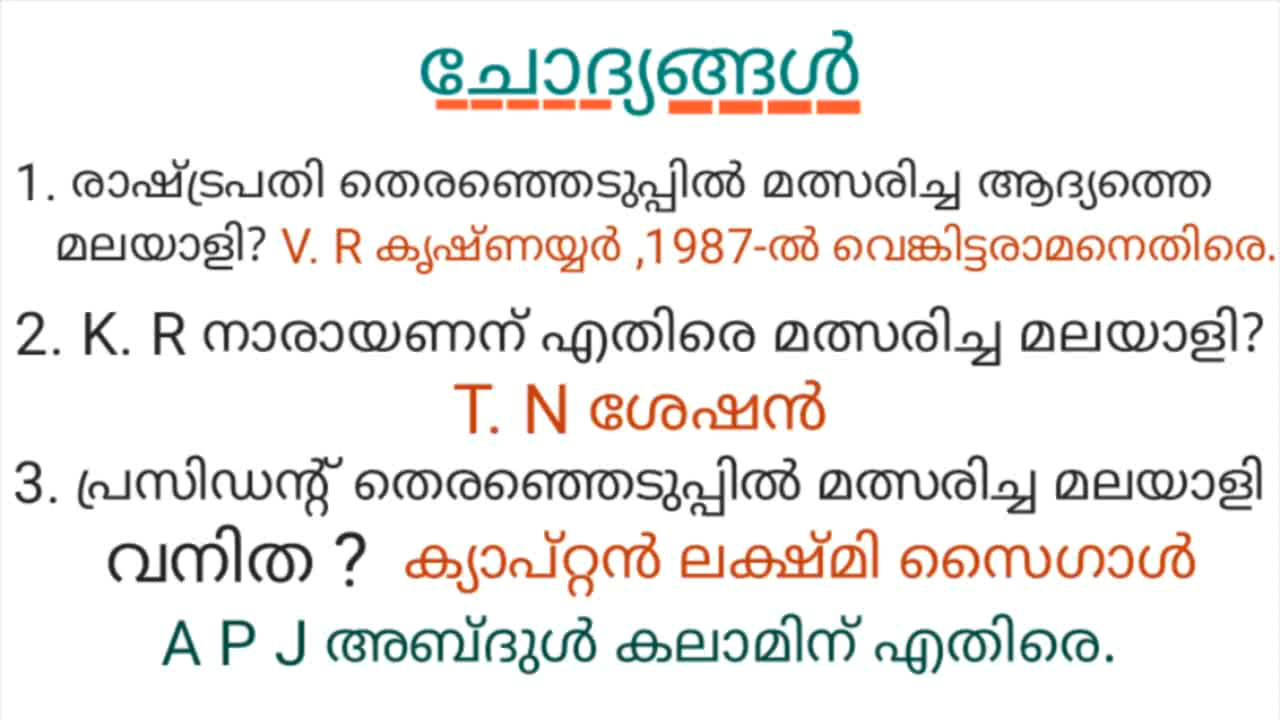 ചോദ്യങ്ങൾ
1. രാഷ്ട്രപതി തെരഞ്ഞെടുപ്പിൽ മത്സരിച്ച ആദ്യത്തെ
മലയാളി? V. R കൃഷ്ണയ്യർ ,1987-ൽ വെങ്കിട്ടരാമനെതിരെ.
2. K. R നാരായണന് എതിരെ മത്സരിച്ച മലയാളി?
T. N ശേഷൻ
3. പ്രസിഡന്റ് തെരഞ്ഞെടുപ്പിൽ മത്സരിച്ച മലയാളി
വനിത ? ക്യാപ്റ്റൻ ലക്ഷ്മി സൈഗാൾ
A P J അബ്ദുൾ കലാമിന് എതിരെ.